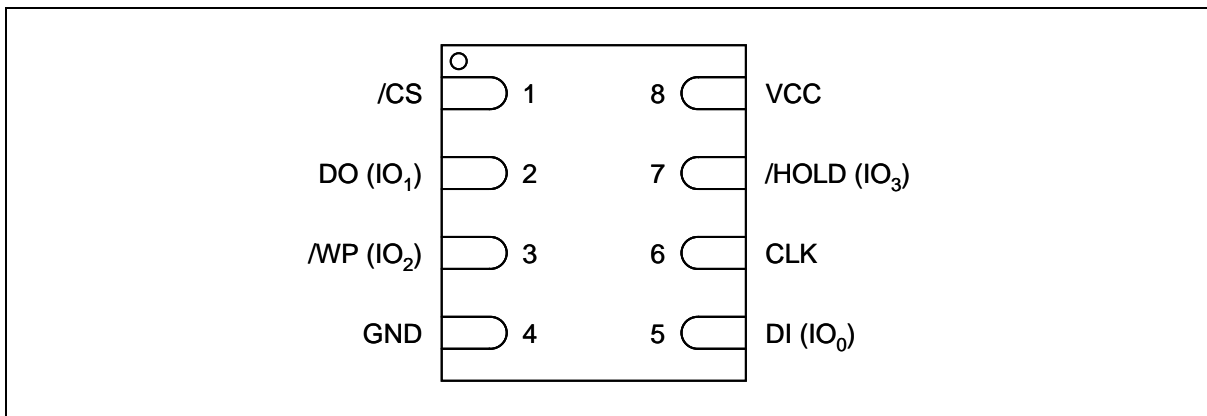 /CS 1 8 VCC
DO (IO₁) 2 7 /HOLD (IO₃)
/WP (IO₂) 3 6 CLK
GND 4 5 DI (IO₀)